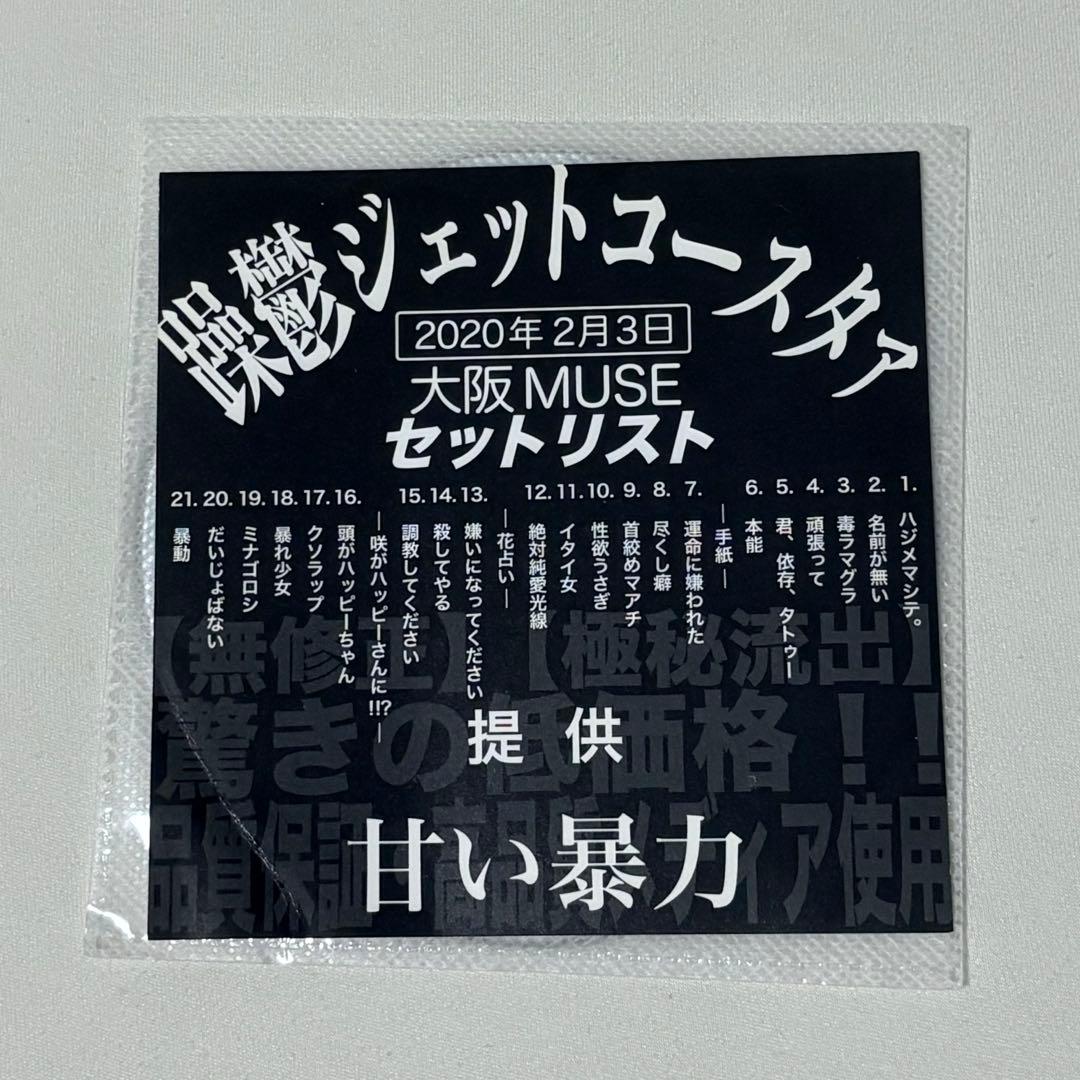 躁鬱ジェットコースタァ
2020年2月3日
大阪MUSE
セットリスト
1. ハジメマシテ。
2. 名前が無い
3. 毒ラマグラ
4. 頑張って
5. 君、依存、タトゥー
6. 本能
― 手紙 ―
7. 運命に嫌われた
8. 尽くし癖
9. 首絞めマアチ
10. 性欲うさぎ
11. イタイ女
12. 絶対純愛光線
― 花占い ―
13. 嫌いになってください
14. 殺してやる
15. 調教してください
― 咲がハッピーさんに!!? ―
16. 頭がハッピーちゃん
17. クソラップ
18. 暴れ少女
19. ミナゴロシ
20. だいじょばない
21. 暴動
【無修正】【極秘流出】
驚きの低価格!!
品質保証・高品質メディア使用
提供
甘い暴力